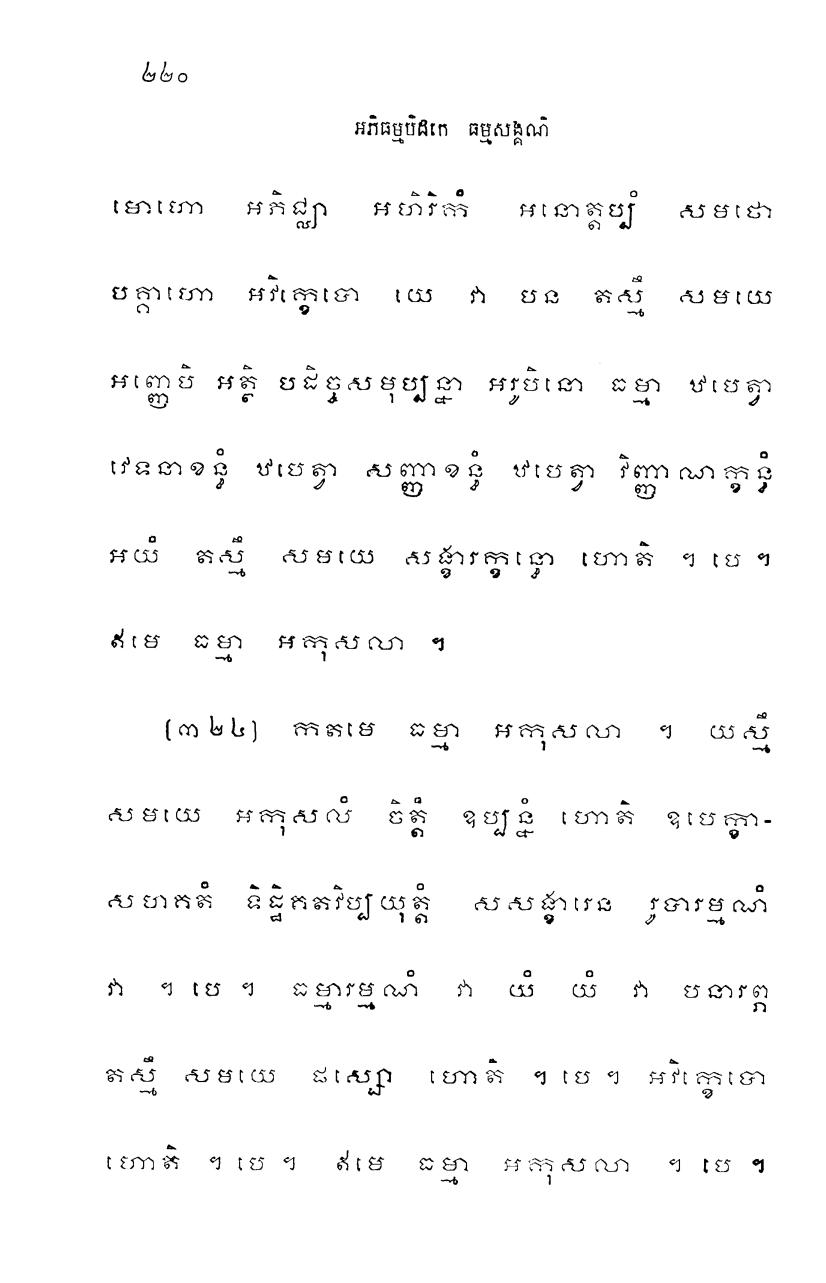 ២២០
អភិធម្មបិដកេ ធម្មសង្គណិ
មោហោ អភិជ្ឈា អហិរិកំ អនោត្តប្បំ សមថោ
បគ្គាហោ អវិក្ខេបោ យេ វា បន តស្មឹ សមយេ
អញ្ញេបិ អត្ថិ បដិច្ចសមុប្បន្នា អរូបិនោ ធម្មា ឋបេត្វា
វេទនាខន្ធំ ឋបេត្វា សញ្ញាខន្ធំ ឋបេត្វា វិញ្ញាណក្ខន្ធំ
អយំ តស្មឹ សមយេ សង្ខារក្ខន្ធោ ហោតិ ។ បេ ។
ឥមេ ធម្មា អកុសលា ។
[៣២៤] កតមេ ធម្មា អកុសលា ។ យស្មឹ
សមយេ អកុសលំ ចិត្តំ ឧប្បន្នំ ហោតិ ឧបេក្ខា-
សហគតំ ទិដ្ឋិគតវិប្បយុត្តំ សសង្ខារេន រូបារម្មណំ
វា ។ បេ ។ ធម្មារម្មណំ វា យំ យំ វា បនារព្ភ
តស្មឹ សមយេ ផស្សោ ហោតិ ។ បេ ។ អវិក្ខេបោ
ហោតិ ។ បេ ។ ឥមេ ធម្មា អកុសលា ។ បេ ។